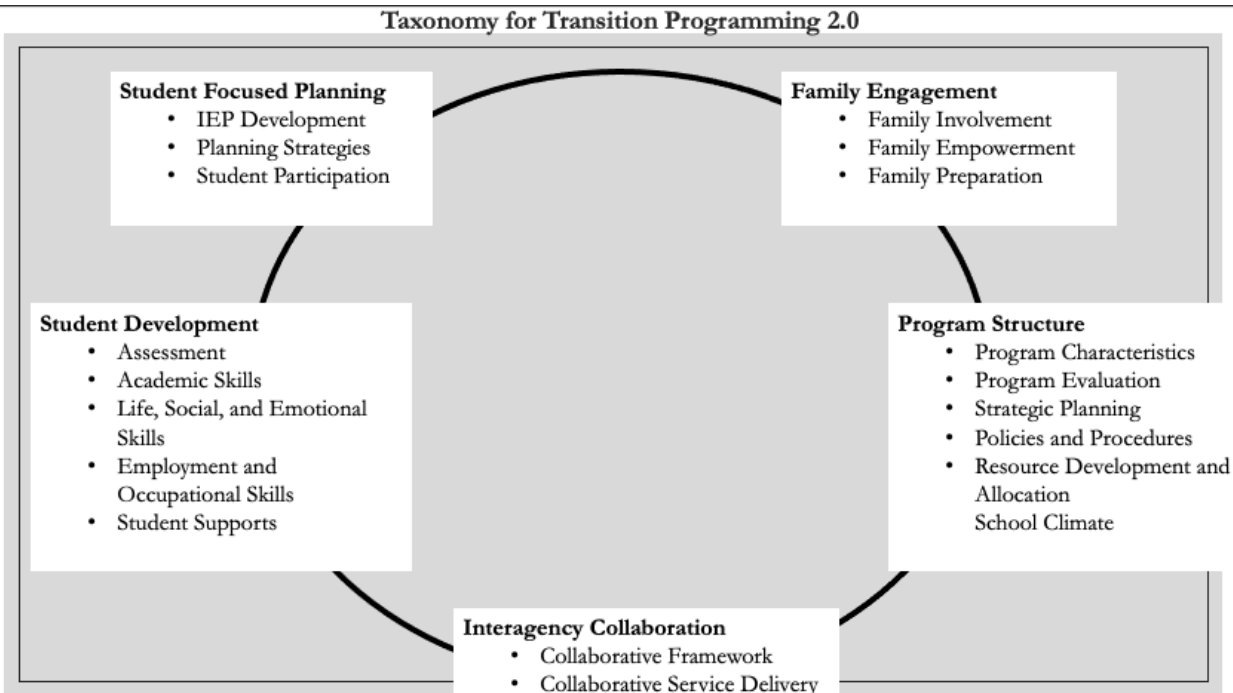 Taxonomy for Transition Programming 2.0
Student Focused Planning
• IEP Development
• Planning Strategies
• Student Participation
Family Engagement
• Family Involvement
• Family Empowerment
• Family Preparation
Student Development
• Assessment
• Academic Skills
• Life, Social, and Emotional
Skills
• Employment and
Occupational Skills
• Student Supports
Program Structure
• Program Characteristics
• Program Evaluation
• Strategic Planning
• Policies and Procedures
• Resource Development and
Allocation
School Climate
Interagency Collaboration
• Collaborative Framework
• Collaborative Service Delivery